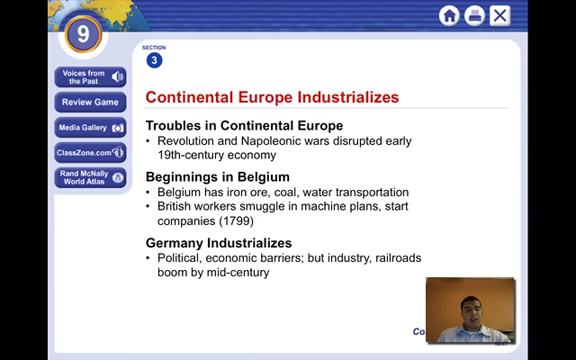 9
SECTION
3
Voices from
the Past
Review Game
Media Gallery
ClassZone.com
Rand McNally
World Atlas
Continental Europe Industrializes
Troubles in Continental Europe
• Revolution and Napoleonic wars disrupted early
19th-century economy
Beginnings in Belgium
• Belgium has iron ore, coal, water transportation
• British workers smuggle in machine plans, start
companies (1799)
Germany Industrializes
• Political, economic barriers; but industry, railroads
boom by mid-century